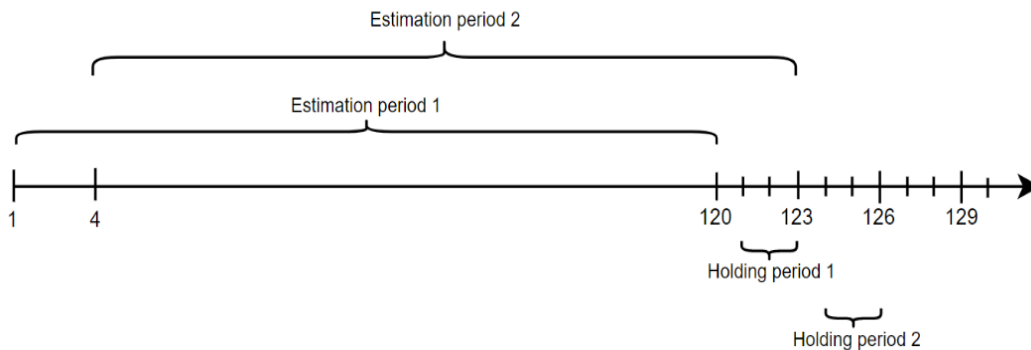 Estimation period 2
Estimation period 1
1 4 120 123 126 129
Holding period 1
Holding period 2